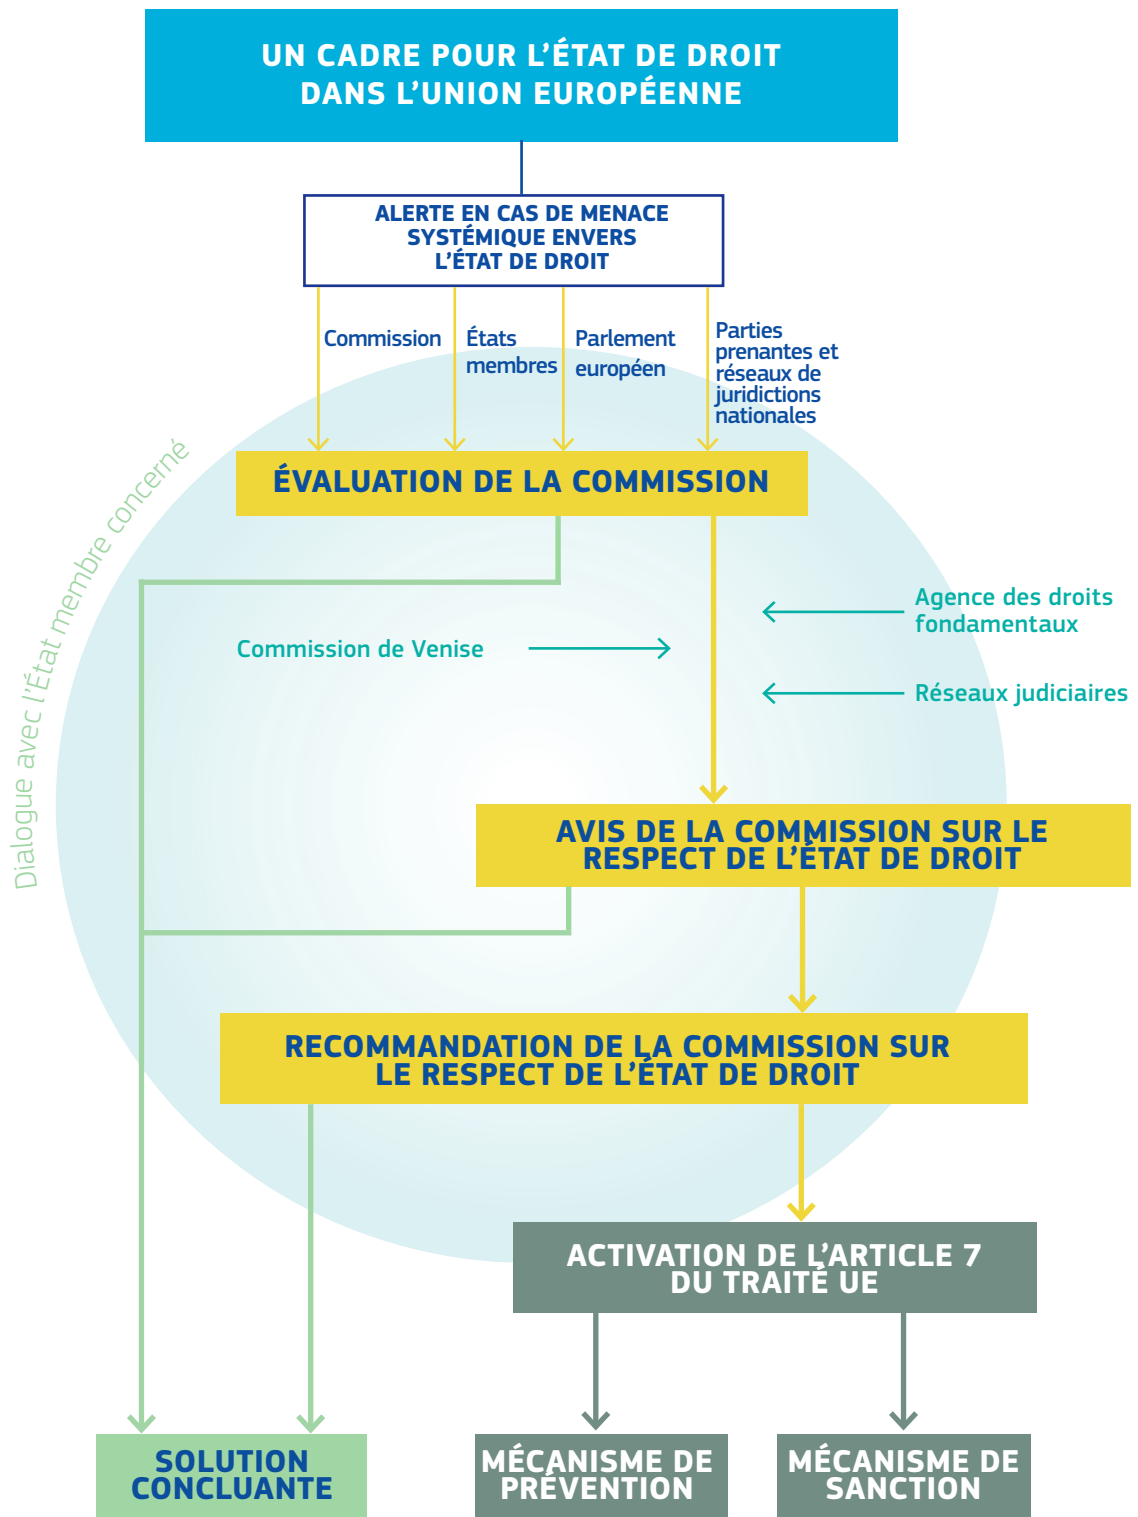 UN CADRE POUR L’ÉTAT DE DROIT
DANS L’UNION EUROPÉENNE
ALERTE EN CAS DE MENACE
SYSTÉMIQUE ENVERS
L’ÉTAT DE DROIT
Commission
États
membres
Parlement
européen
Parties
prenantes et
réseaux de
juridictions
nationales
Dialogue avec l’État membre concerné
ÉVALUATION DE LA COMMISSION
Agence des droits
fondamentaux
Commission de Venise
Réseaux judiciaires
AVIS DE LA COMMISSION SUR LE
RESPECT DE L’ÉTAT DE DROIT
RECOMMANDATION DE LA COMMISSION SUR
LE RESPECT DE L’ÉTAT DE DROIT
ACTIVATION DE L’ARTICLE 7
DU TRAITÉ UE
SOLUTION
CONCLUANTE
MÉCANISME DE
PRÉVENTION
MÉCANISME DE
SANCTION